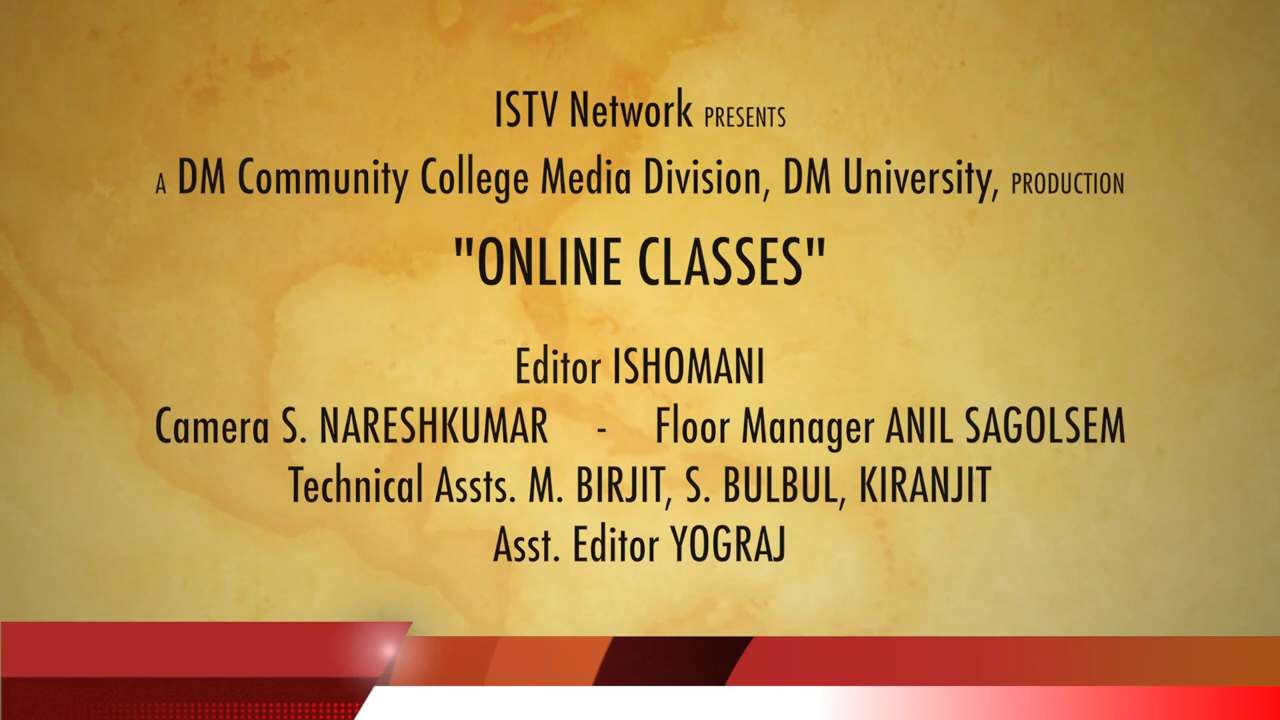 ISTV Network PRESENTS
A DM Community College Media Division, DM University, PRODUCTION
"ONLINE CLASSES"
Editor ISHOMANI
Camera S. NARESHKUMAR - Floor Manager ANIL SAGOLSEM
Technical Assts. M. BIRJIT, S. BULBUL, KIRANJIT
Asst. Editor YOGRAJ